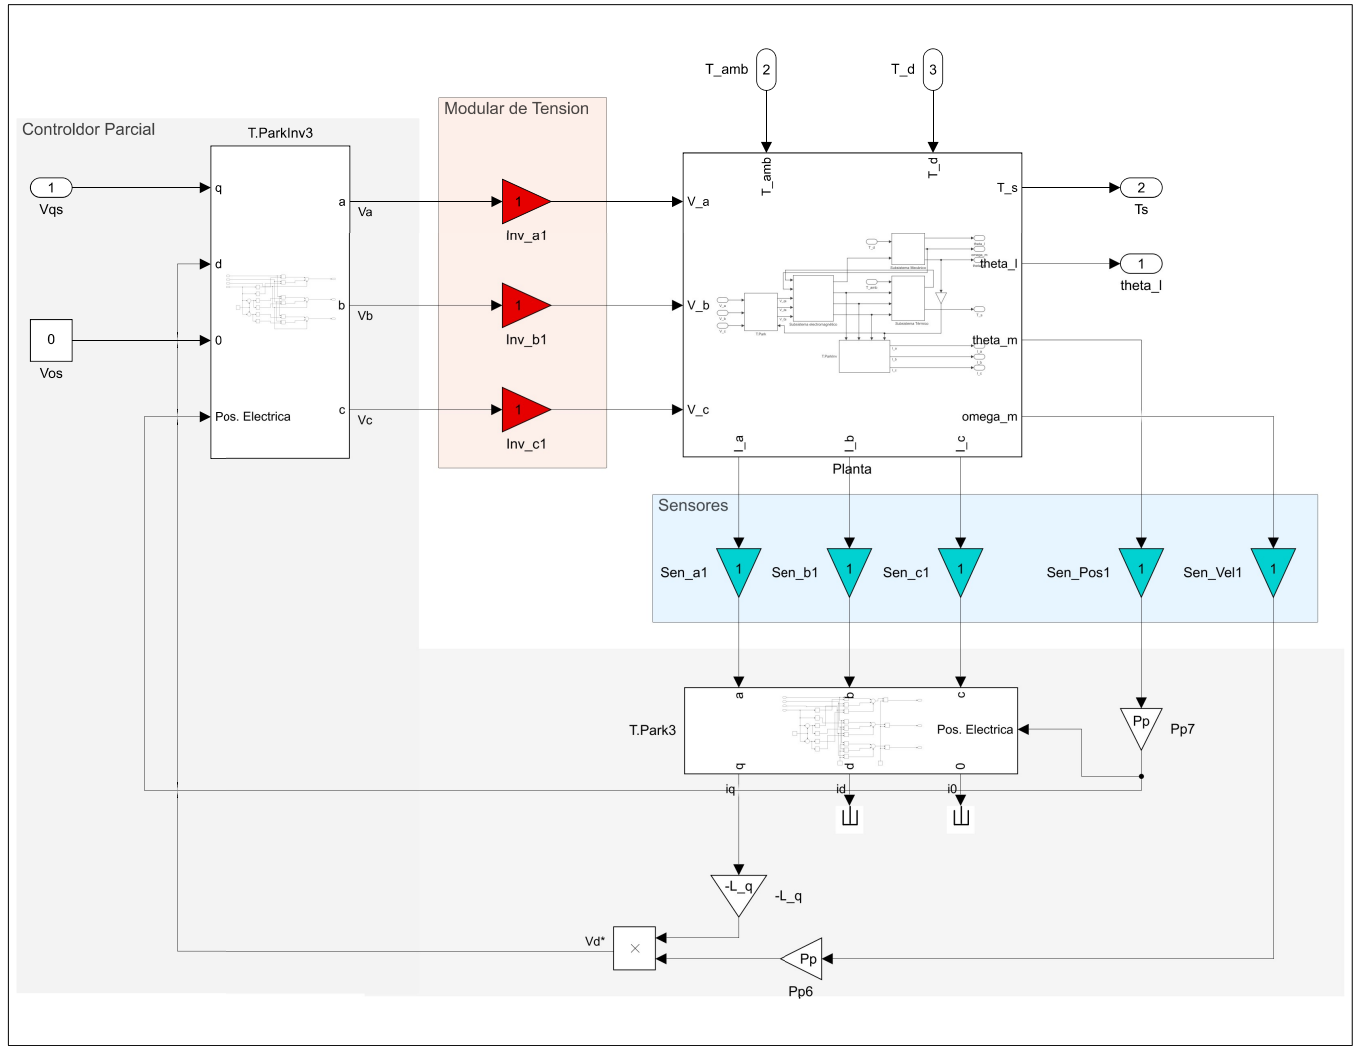 T_amb
2
T_d
3
Modular de Tension
Controldor Parcial
T.ParkInv3
T_amb
T_d
1
Vqs
q
a
Va
1
Inv_a1
V_a
T_s
2
Ts
d
theta_l
1
theta_l
b
Vb
1
Inv_b1
V_b
0
Vos
0
theta_m
Pos. Electrica
c
Vc
1
Inv_c1
V_c
omega_m
I_a
I_b
I_c
Planta
Sensores
Sen_a1
1
Sen_b1
1
Sen_c1
1
Sen_Pos1
1
Sen_Vel1
1
a
b
c
T.Park3
Pos. Electrica
Pp
Pp7
q
d
0
iq
id
i0
-L_q
-L_q
Vd*
×
Pp
Pp6